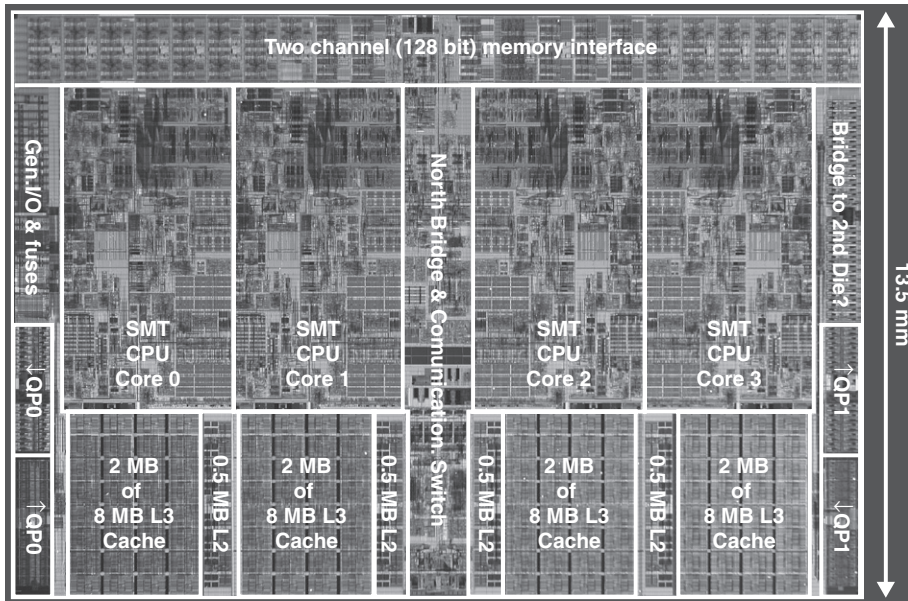 Two channel (128 bit) memory interface
Gen.I/O & fuses
North Bridge & Comunication. Switch
Bridge to 2nd Die?
13.5 mm
SMT
CPU
Core 0
SMT
CPU
Core 1
SMT
CPU
Core 2
SMT
CPU
Core 3
↓QP0
↑QP1
2 MB
of
8 MB L3
Cache
0.5 MB L2
2 MB
of
8 MB L3
Cache
0.5 MB L2
0.5 MB L2
2 MB
of
8 MB L3
Cache
0.5 MB L2
2 MB
of
8 MB L3
Cache
↑QP0
↓QP1